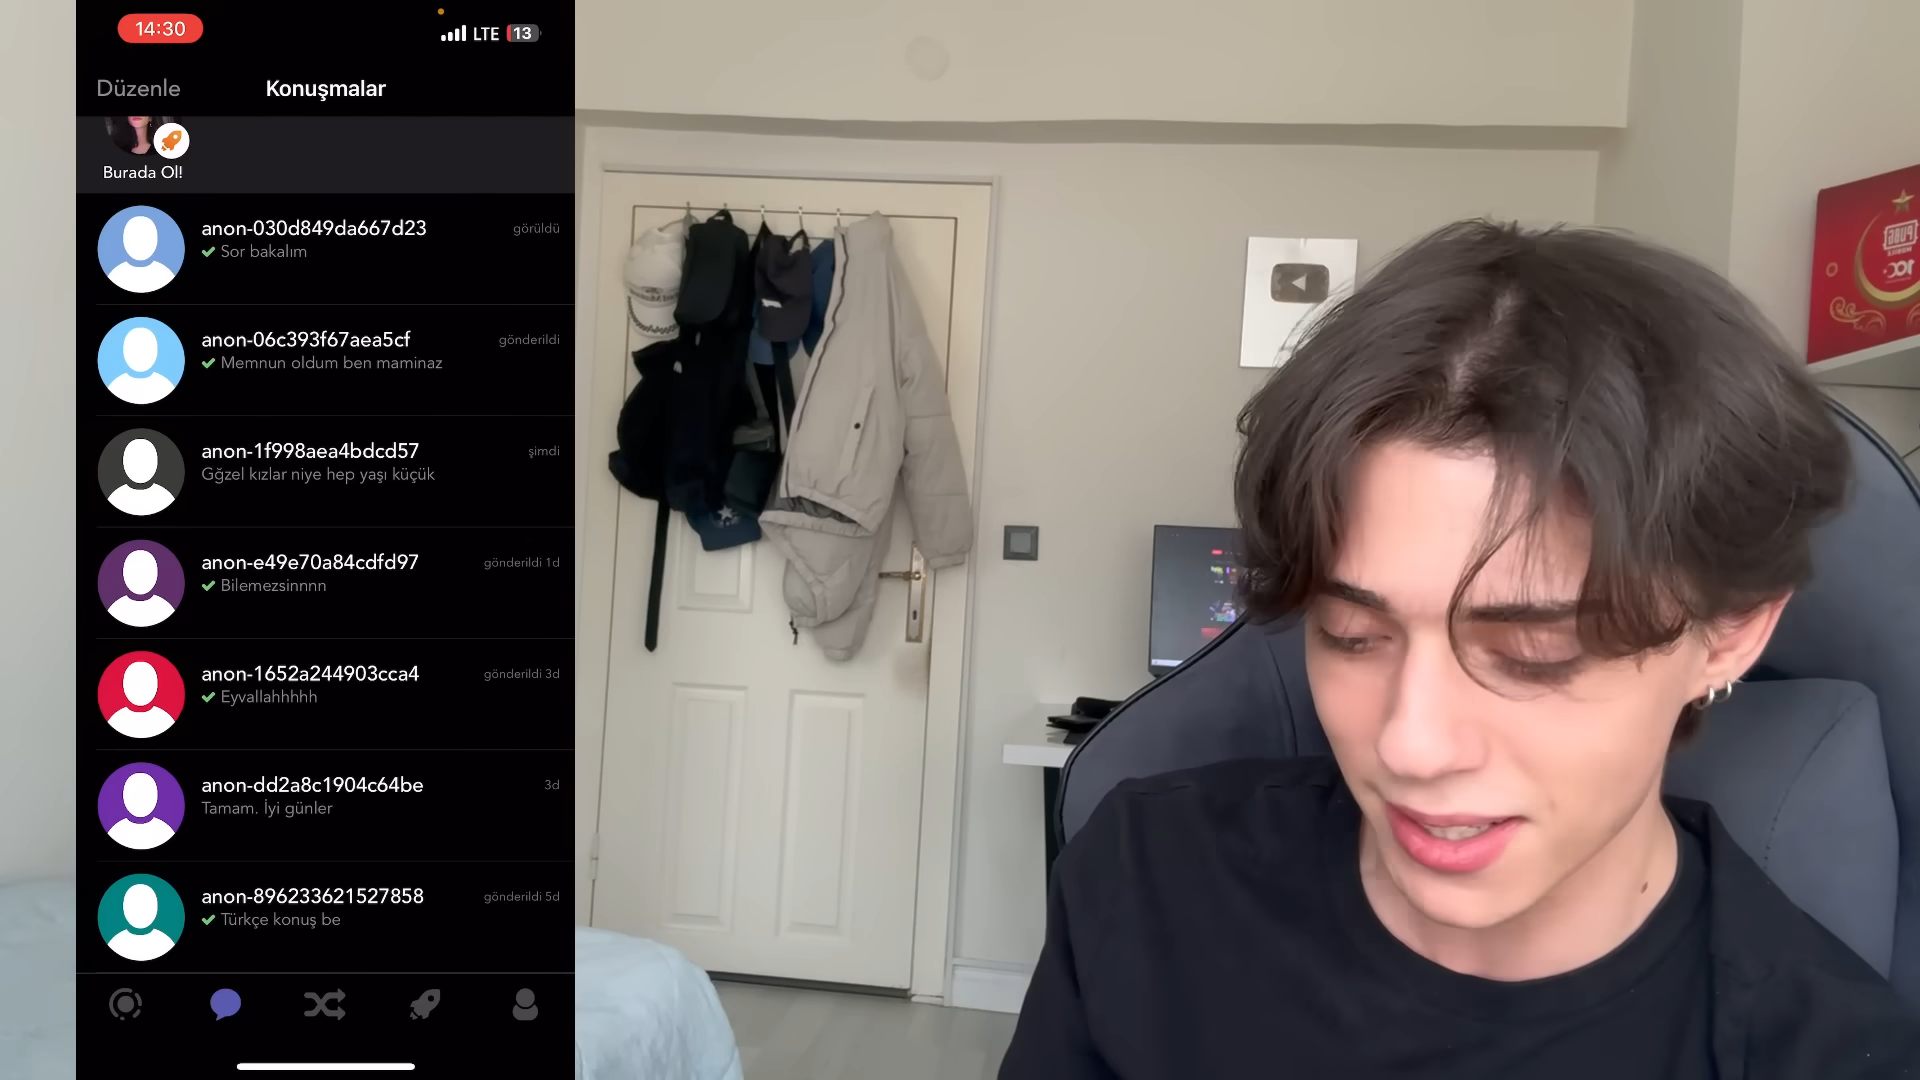 14:30
LTE 13
Düzenle
Konuşmalar
Burada Ol!
anon-030d849da667d23
görüldü
Sor bakalım
anon-06c393f67aea5cf
gönderildi
Memnun oldum ben maminaz
anon-1f998aea4bdcd57
şimdi
Gğzel kızlar niye hep yaşı küçük
anon-e49e70a84cdfd97
gönderildi 1d
Bilemezsinnnn
anon-1652a244903cca4
gönderildi 3d
Eyvallahhhhh
anon-dd2a8c1904c64be
3d
Tamam. İyi günler
anon-896233621527858
gönderildi 5d
Türkçe konuş be
PUBG
MOBILE